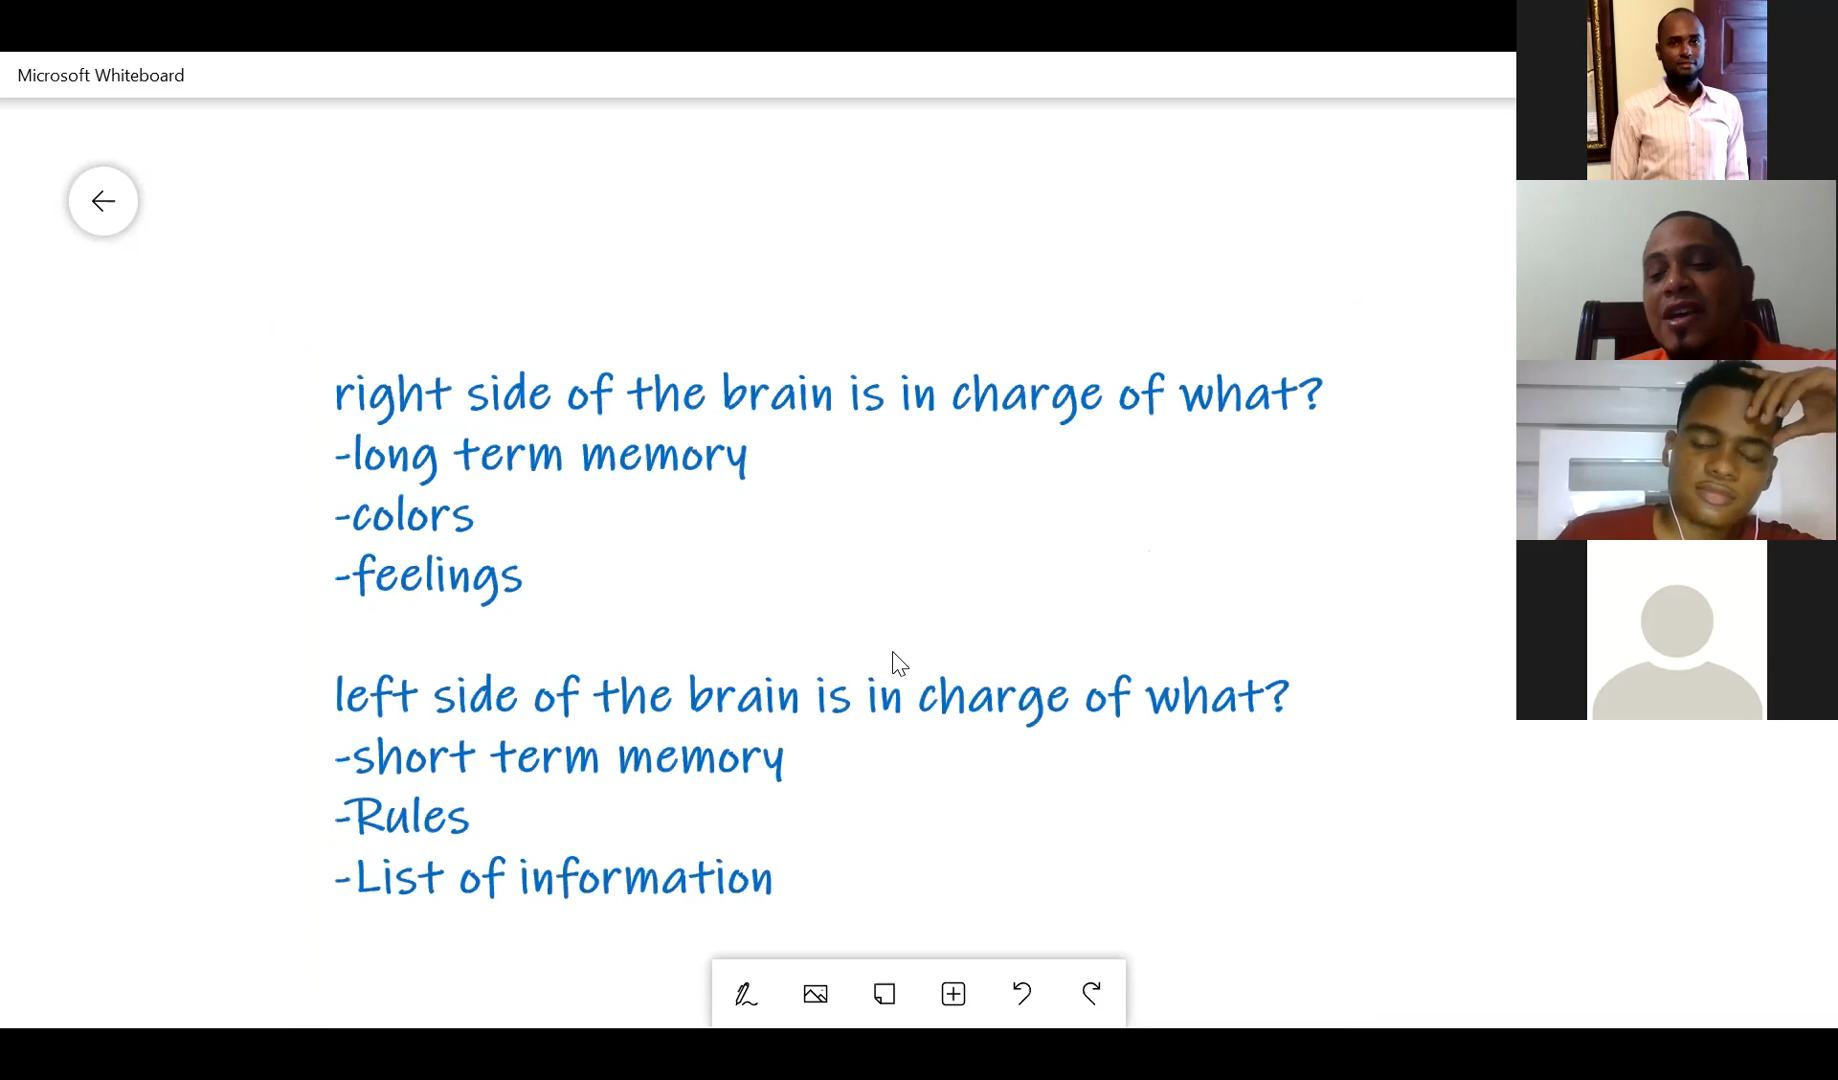 Microsoft Whiteboard
right side of the brain is in charge of what?
-long term memory
-colors
-feelings
left side of the brain is in charge of what?
-short term memory
-Rules
-List of information